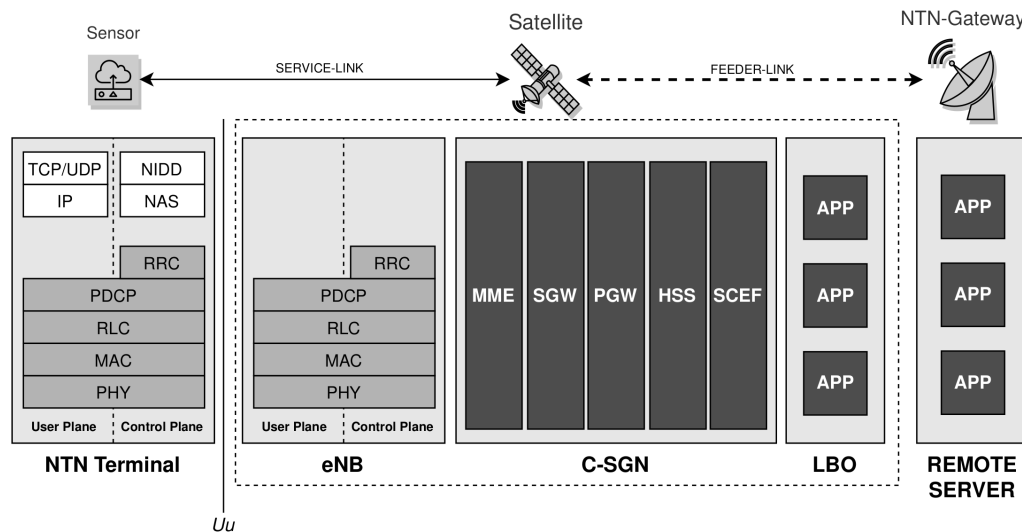 Sensor
Satellite
NTN-Gateway
SERVICE-LINK
FEEDER-LINK
TCP/UDP
NIDD
IP
NAS
RRC
PDCP
RLC
MAC
PHY
User Plane
Control Plane
NTN Terminal
Uu
RRC
PDCP
RLC
MAC
PHY
User Plane
Control Plane
eNB
MME
SGW
PGW
HSS
SCEF
C-SGN
APP
APP
APP
LBO
APP
APP
APP
REMOTE
SERVER